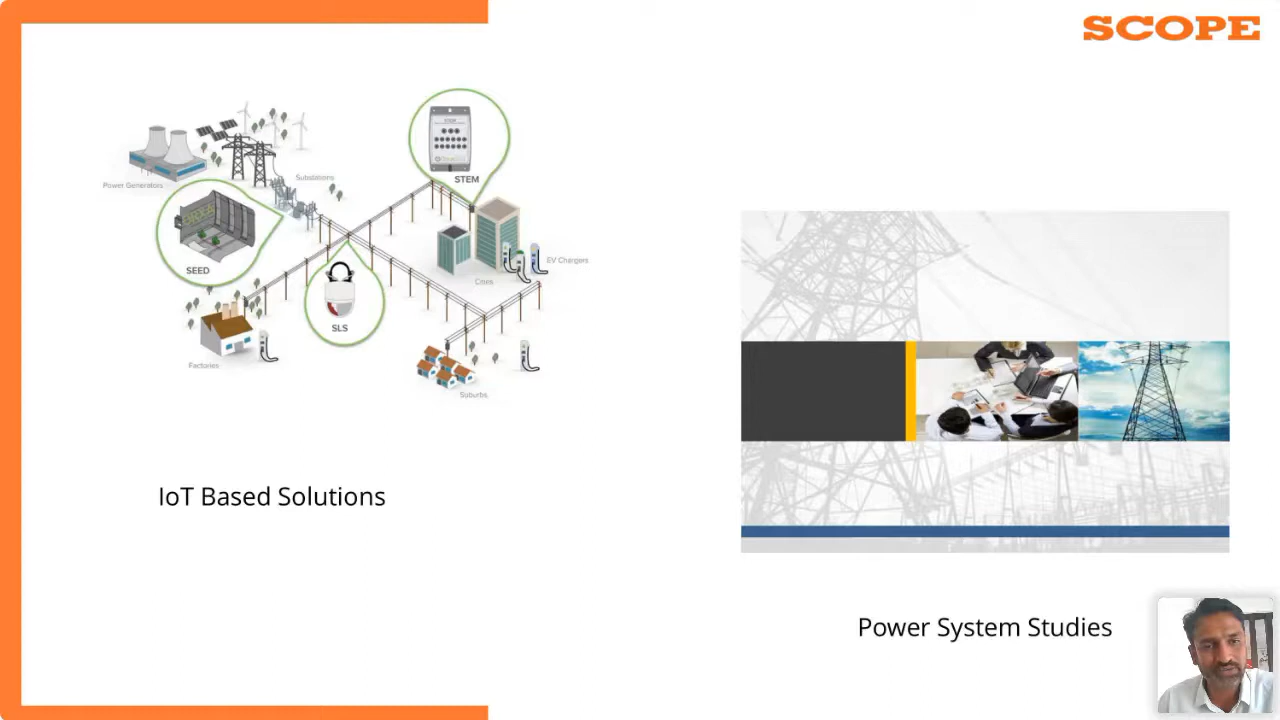 SCOPE
Power Generators
Substations
STEM
SEED
SLS
EV Chargers
Cities
Factories
Suburbs
IoT Based Solutions
Power System Studies